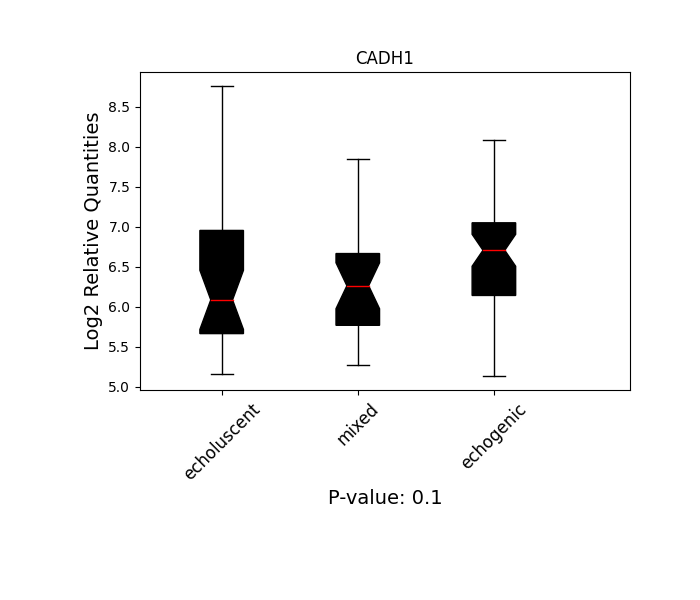 CADH1
Log2 Relative Quantities
8.5
8.0
7.5
7.0
6.5
6.0
5.5
5.0
echoluscent
mixed
echogenic
P-value: 0.1